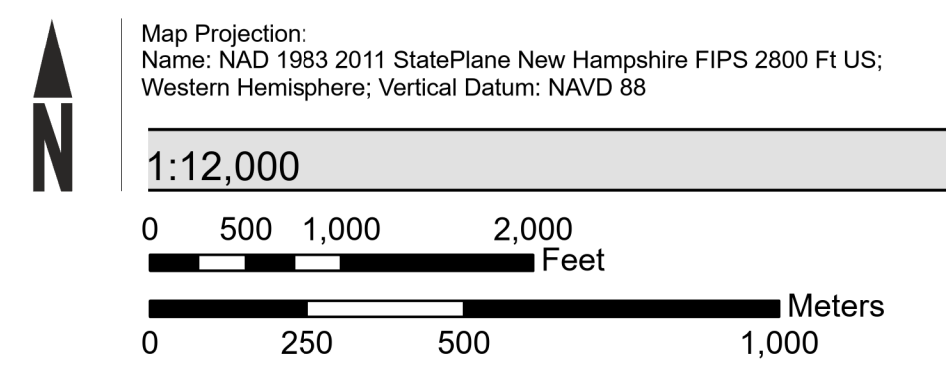 N
Map Projection:
Name: NAD 1983 2011 StatePlane New Hampshire FIPS 2800 Ft US;
Western Hemisphere; Vertical Datum: NAVD 88
1:12,000
0 500 1,000 2,000
Feet
Meters
0 250 500 1,000